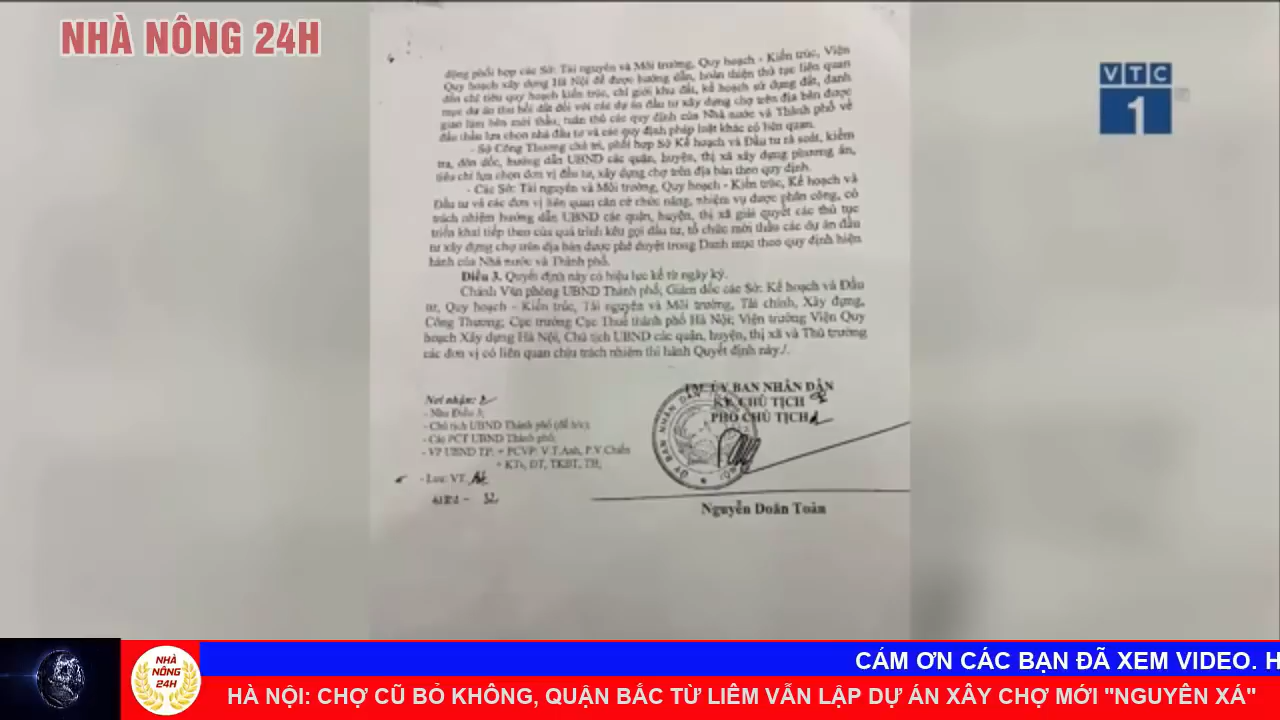 NHÀ NÔNG 24H
VTC
1
động phối hợp các Sở: Tài nguyên và Môi trường, Quy hoạch - Kiến trúc, Viện
Quy hoạch xây dựng Hà Nội để được hướng dẫn, hoàn thiện thủ tục liên quan
đến chỉ tiêu quy hoạch kiến trúc, chỉ giới khu đất, kế hoạch sử dụng đất, danh
mục dự án thu hồi đất đối với các dự án đầu tư xây dựng chợ trên địa bàn được
giao làm bên mời thầu, tuân thủ các quy định của Nhà nước và Thành phố về
đấu thầu lựa chọn nhà đầu tư và các quy định pháp luật khác có liên quan.
- Sở Công Thương chủ trì, phối hợp Sở Kế hoạch và Đầu tư rà soát, kiểm
tra, đôn đốc, hướng dẫn UBND các quận, huyện, thị xã xây dựng phương án,
tiêu chí lựa chọn đơn vị đầu tư, xây dựng chợ trên địa bàn theo quy định.
- Các Sở: Tài nguyên và Môi trường, Quy hoạch - Kiến trúc, Kế hoạch và
Đầu tư và các đơn vị liên quan căn cứ chức năng, nhiệm vụ được phân công, có
trách nhiệm hướng dẫn UBND các quận, huyện, thị xã giải quyết các thủ tục
triển khai tiếp theo của quá trình kêu gọi đầu tư, tổ chức mời thầu các dự án đầu
tư xây dựng chợ trên địa bàn được phê duyệt trong Danh mục theo quy định hiện
hành của Nhà nước và Thành phố.
Điều 3. Quyết định này có hiệu lực kể từ ngày ký.
Chánh Văn phòng UBND Thành phố; Giám đốc các Sở: Kế hoạch và Đầu
tư, Quy hoạch - Kiến trúc, Tài nguyên và Môi trường, Tài chính, Xây dựng,
Công Thương; Cục trưởng Cục Thuế thành phố Hà Nội; Viện trưởng Viện Quy
hoạch Xây dựng Hà Nội, Chủ tịch UBND các quận, huyện, thị xã và Thủ trưởng
các đơn vị có liên quan chịu trách nhiệm thi hành Quyết định này./.
Nơi nhận:
- Như Điều 3;
- Chủ tịch UBND Thành phố (để b/c);
- Các PCT UBND Thành phố;
- VP UBND TP: + PCVP: V.T.Anh, P.V.Chiến
+ KTs, ĐT, TKBT, TH;
- Lưu: VT
TM. ỦY BAN NHÂN DÂN
KT. CHỦ TỊCH
PHÓ CHỦ TỊCH
ỦY BAN NHÂN DÂN
Nguyễn Doãn Toản
NHÀ
NÔNG
24H
CÁM ƠN CÁC BẠN ĐÃ XEM VIDEO. H
HÀ NỘI: CHỢ CŨ BỎ KHÔNG, QUẬN BẮC TỪ LIÊM VẪN LẬP DỰ ÁN XÂY CHỢ MỚI "NGUYÊN XÁ"